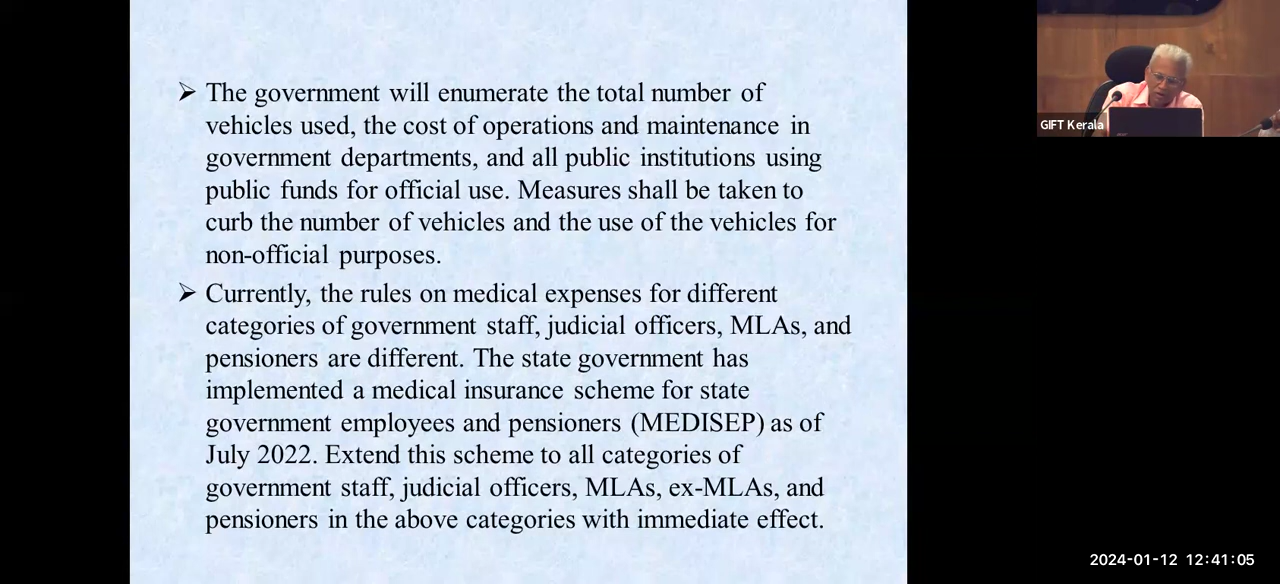 ➢ The government will enumerate the total number of
vehicles used, the cost of operations and maintenance in
government departments, and all public institutions using
public funds for official use. Measures shall be taken to
curb the number of vehicles and the use of the vehicles for
non-official purposes.
➢ Currently, the rules on medical expenses for different
categories of government staff, judicial officers, MLAs, and
pensioners are different. The state government has
implemented a medical insurance scheme for state
government employees and pensioners (MEDISEP) as of
July 2022. Extend this scheme to all categories of
government staff, judicial officers, MLAs, ex-MLAs, and
pensioners in the above categories with immediate effect.
GIFT Kerala
2024-01-12 12:41:05